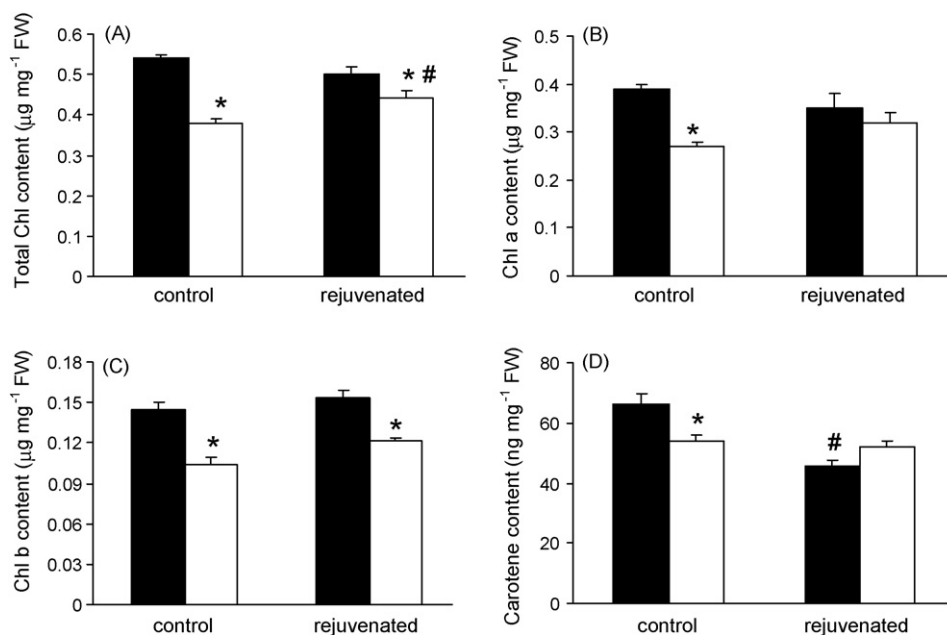 (A)
Total Chl content (µg mg⁻¹ FW)
0.6
0.5
0.4
0.3
0.2
0.1
0
*
* #
control
rejuvenated
(B)
Chl a content (µg mg⁻¹ FW)
0.5
0.4
0.3
0.2
0.1
0
*
control
rejuvenated
(C)
Chl b content (µg mg⁻¹ FW)
0.18
0.15
0.12
0.09
0.06
0.03
0
*
*
control
rejuvenated
(D)
Carotene content (ng mg⁻¹ FW)
80
60
40
20
0
*
#
control
rejuvenated